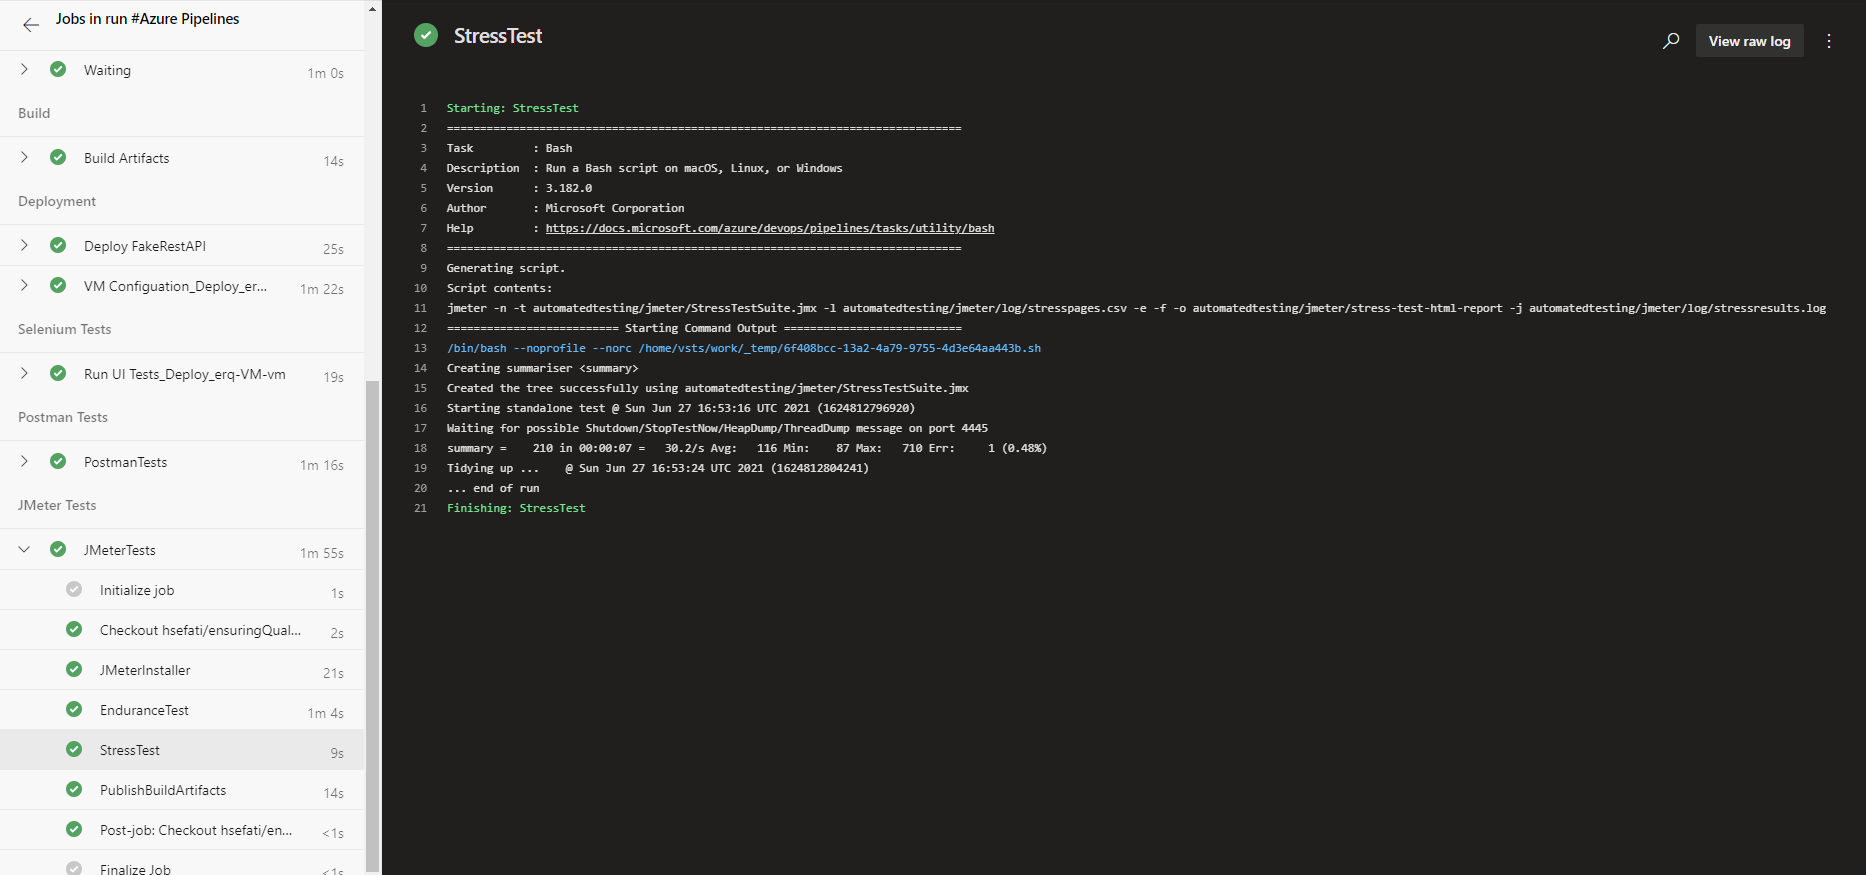 Jobs in run #Azure Pipelines
Waiting 1m 0s
Build
Build Artifacts 14s
Deployment
Deploy FakeRestAPI 25s
VM Configuation_Deploy_er... 1m 22s
Selenium Tests
Run UI Tests_Deploy_erq-VM-vm 19s
Postman Tests
PostmanTests 1m 16s
JMeter Tests
JMeterTests 1m 55s
Initialize job 1s
Checkout hsefati/ensuringQual... 2s
JMeterInstaller 21s
EnduranceTest 1m 4s
StressTest 9s
PublishBuildArtifacts 14s
Post-job: Checkout hsefati/en... <1s
Finalize Job <1s
StressTest
View raw log
1 Starting: StressTest
2 ==============================================================================
3 Task         : Bash
4 Description  : Run a Bash script on macOS, Linux, or Windows
5 Version      : 3.182.0
6 Author       : Microsoft Corporation
7 Help         : https://docs.microsoft.com/azure/devops/pipelines/tasks/utility/bash
8 ==============================================================================
9 Generating script.
10 Script contents:
11 jmeter -n -t automatedtesting/jmeter/StressTestSuite.jmx -l automatedtesting/jmeter/log/stresspages.csv -e -f -o automatedtesting/jmeter/stress-test-html-report -j automatedtesting/jmeter/log/stressresults.log
12 ========================== Starting Command Output ===========================
13 /bin/bash --noprofile --norc /home/vsts/work/_temp/6f408bcc-13a2-4a79-9755-4d3e64aa443b.sh
14 Creating summariser <summary>
15 Created the tree successfully using automatedtesting/jmeter/StressTestSuite.jmx
16 Starting standalone test @ Sun Jun 27 16:53:16 UTC 2021 (1624812796920)
17 Waiting for possible Shutdown/StopTestNow/HeapDump/ThreadDump message on port 4445
18 summary =    210 in 00:00:07 =   30.2/s Avg:   116 Min:    87 Max:   710 Err:     1 (0.48%)
19 Tidying up ...    @ Sun Jun 27 16:53:24 UTC 2021 (1624812804241)
20 ... end of run
21 Finishing: StressTest